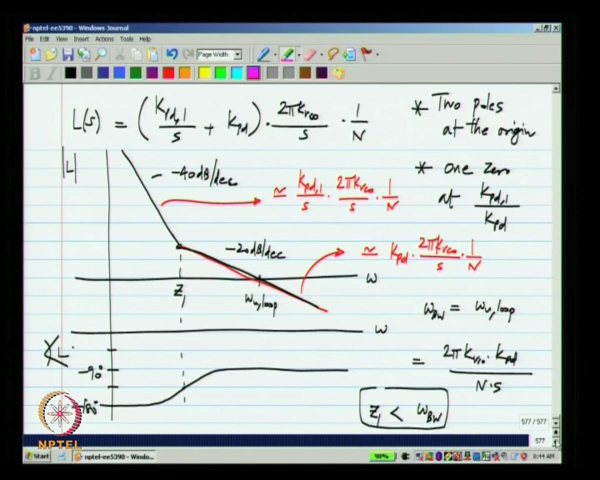 nptel-ee5390 - Windows Journal
File Edit View Insert Actions Tools Help
Page Width
L(s) = (Kpd,I/s + Kpd) · 2πKvco/s · 1/N
* Two poles at the origin
|L|
-40dB/dec
≃ Kpd,I/s · 2πKvco/s · 1/N
* one zero at Kpd,I/Kpd
-20dB/dec
≃ Kpd · 2πKvco/s · 1/N
ω
z₁
ωu,loop
ωBW = ωu,loop
ω
∠L
= 2πKvco · Kpd / N·s
-90°
-180°
z₁ < ωBW
577 / 577
577
NPTEL
Start
nptel-ee5390 - Windo...
98%
8:44 AM